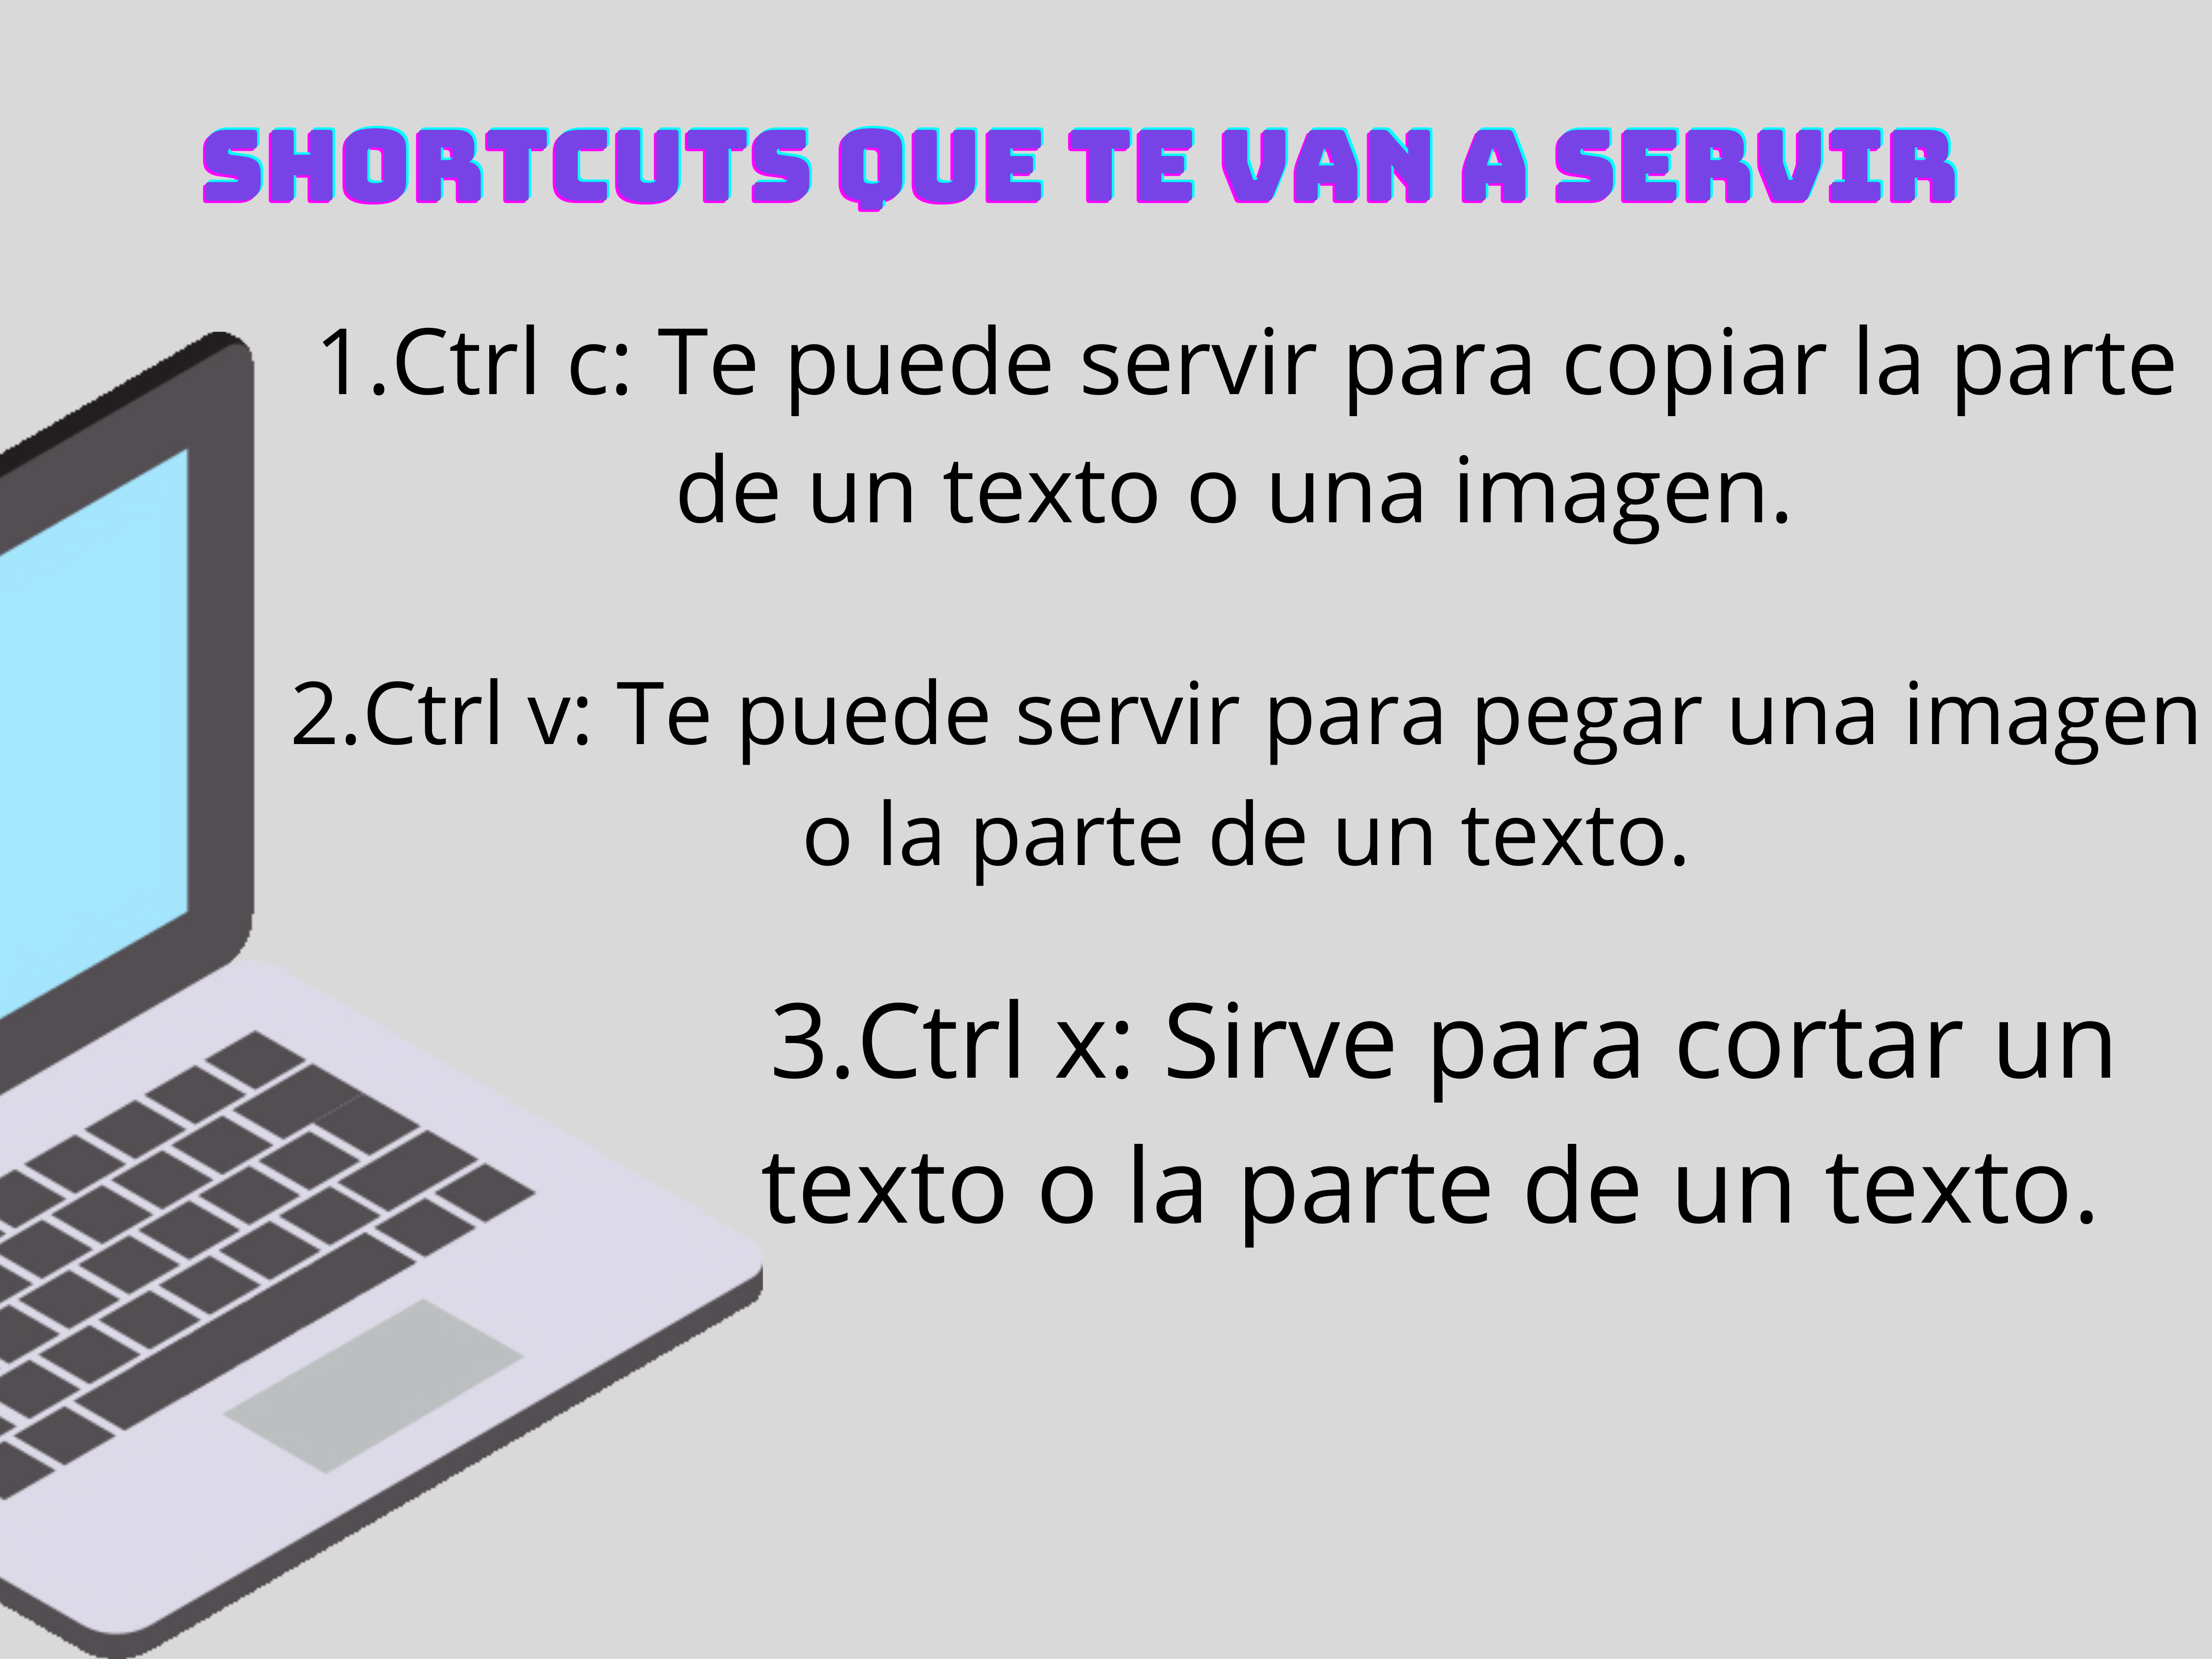 SHORTCUTS QUE TE VAN A SERVIR
1.Ctrl c: Te puede servir para copiar la parte
de un texto o una imagen.
2.Ctrl v: Te puede servir para pegar una imagen
o la parte de un texto.
3.Ctrl x: Sirve para cortar un
texto o la parte de un texto.